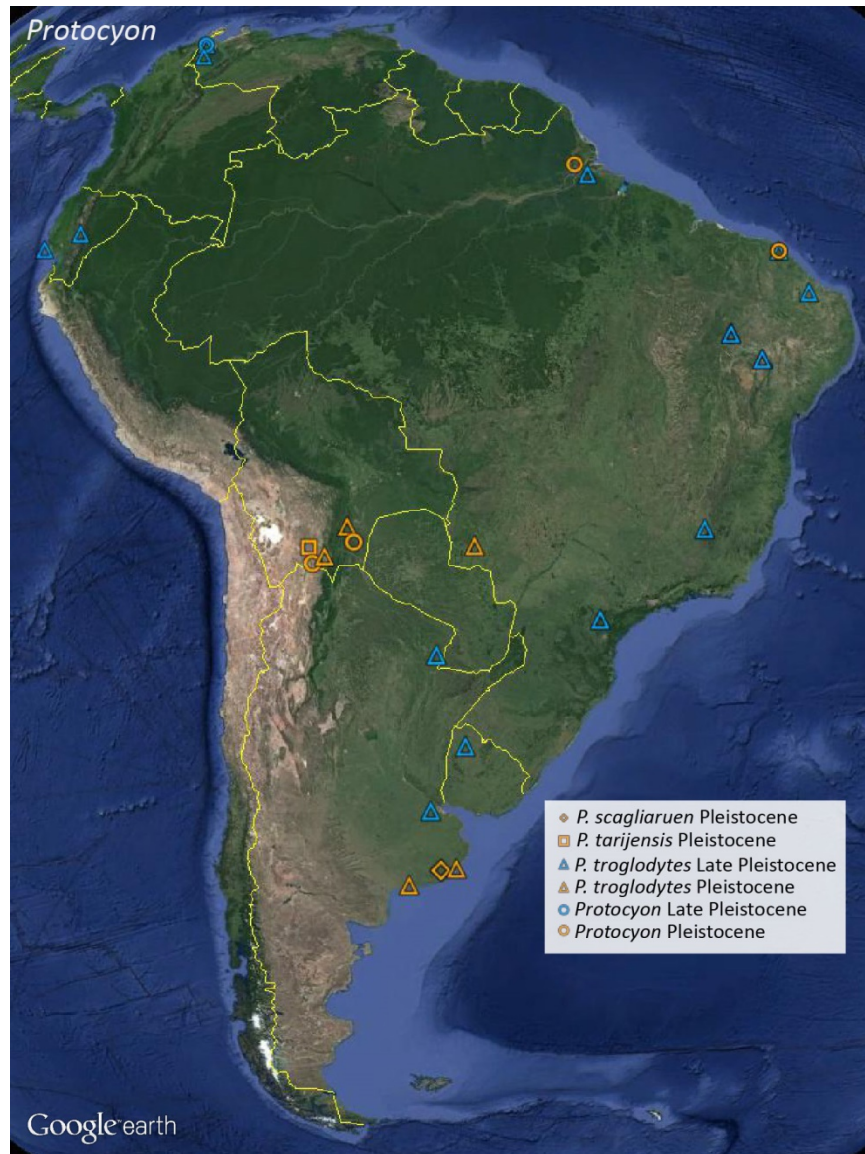 Protocyon
P. scagliaruen Pleistocene
P. tarijensis Pleistocene
P. troglodytes Late Pleistocene
P. troglodytes Pleistocene
Protocyon Late Pleistocene
Protocyon Pleistocene
Google earth